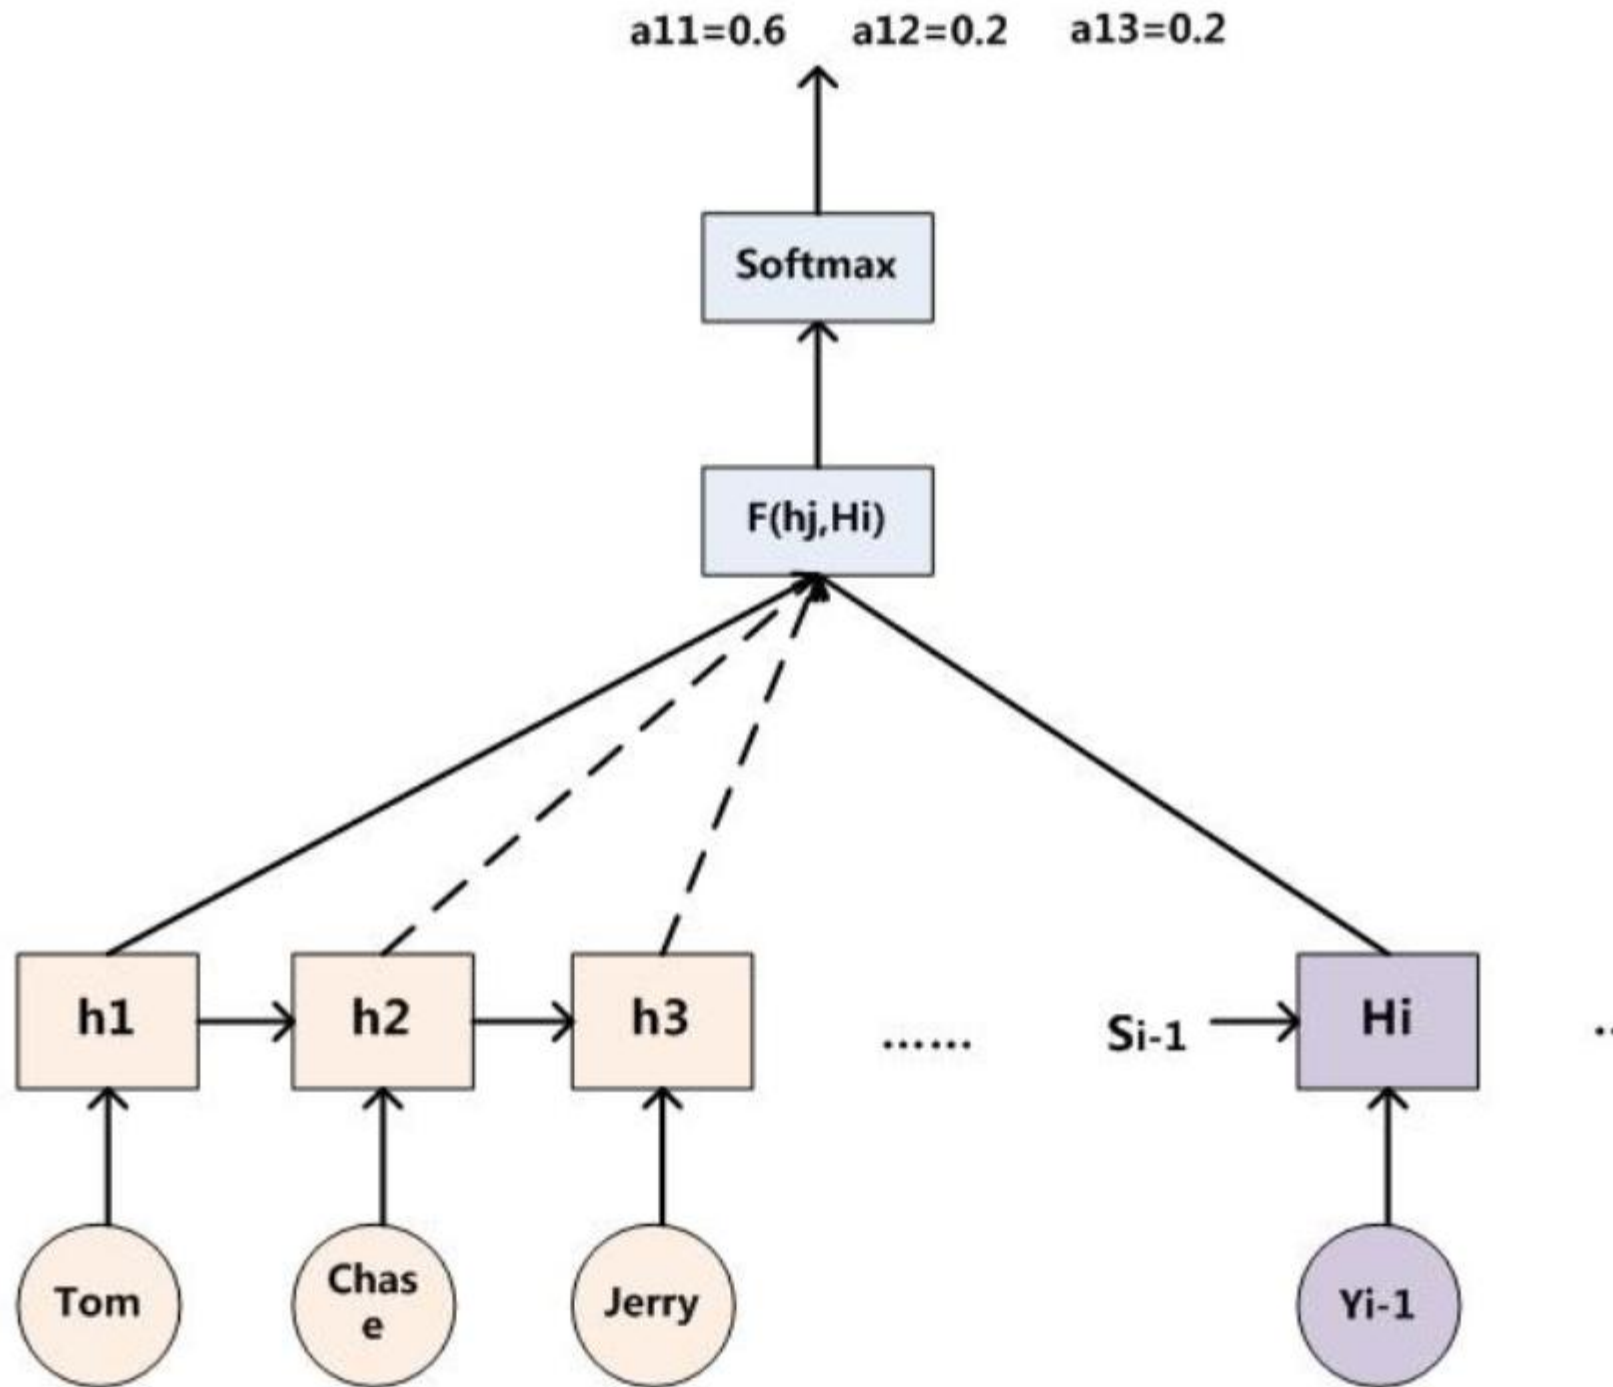 a11=0.6 a12=0.2 a13=0.2
Softmax
F(hj,Hi)
h1 h2 h3 ...... Si-1 Hi ..
Tom Chas
e Jerry Yi-1